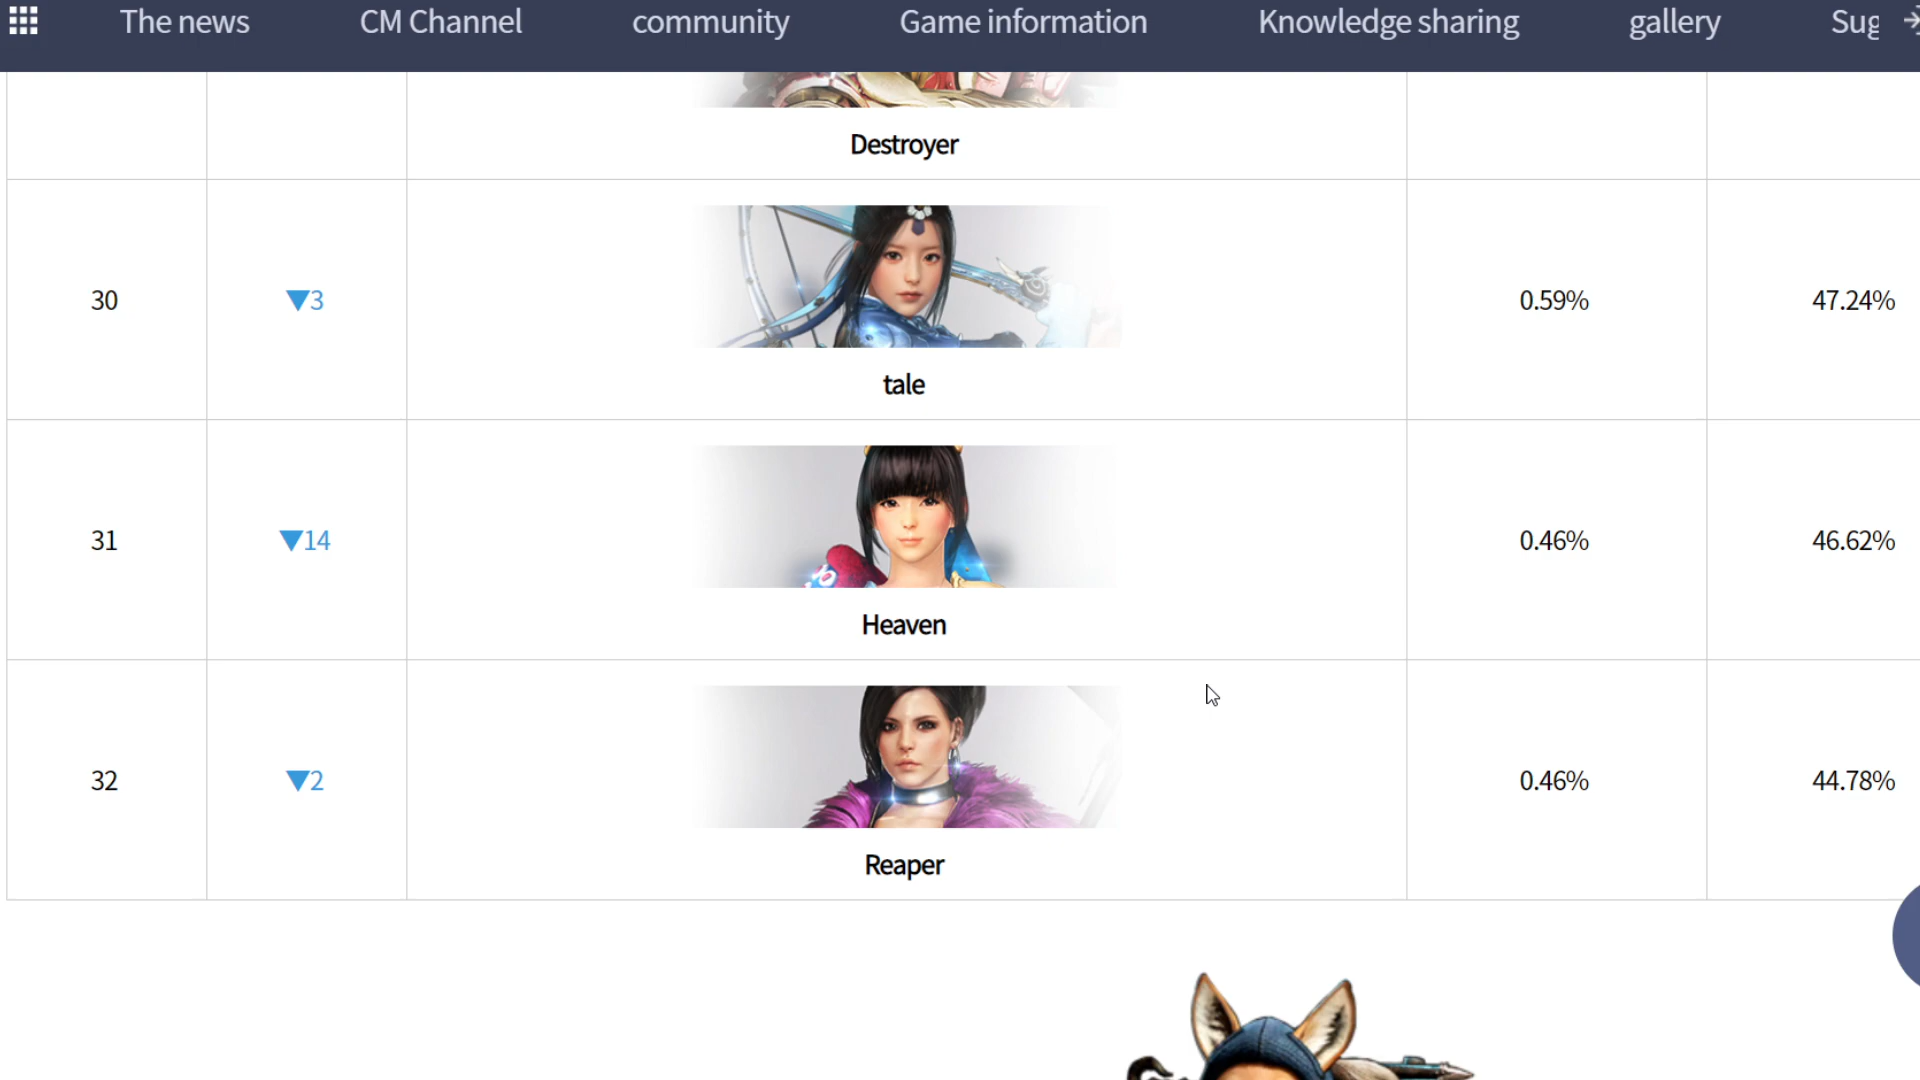 The news CM Channel community Game information Knowledge sharing gallery Sug
Destroyer
30 ▼3 0.59% 47.24%
tale
31 ▼14 0.46% 46.62%
Heaven
32 ▼2 0.46% 44.78%
Reaper